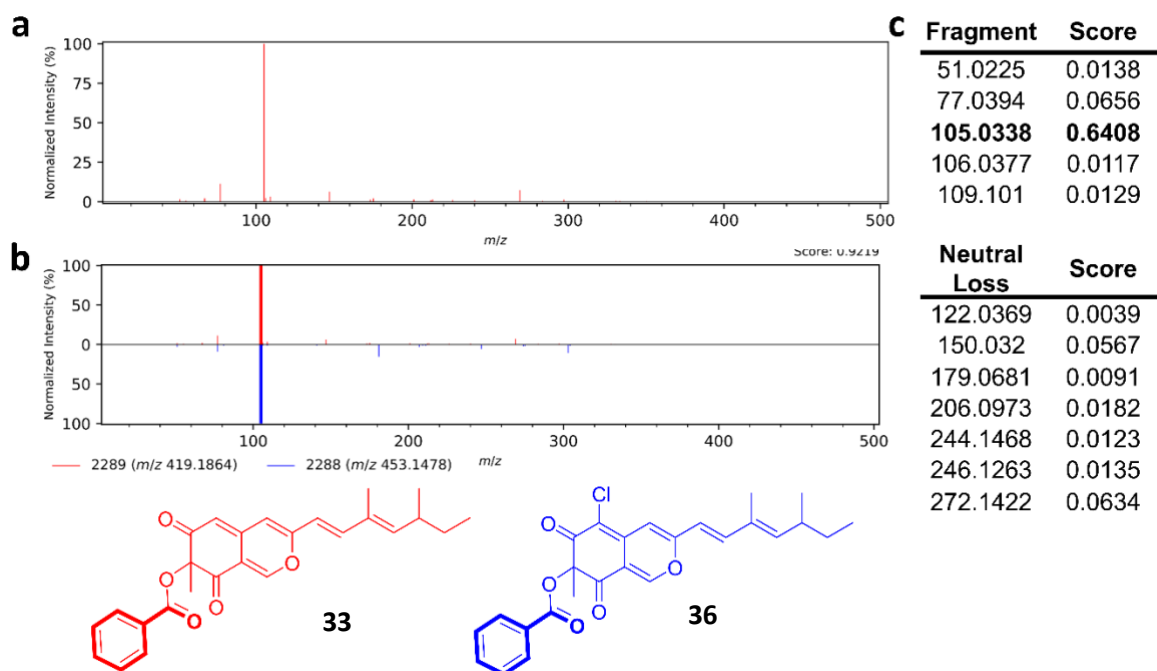 a
100
75
50
25
0
Normalized Intensity (%)
100
200
300
400
500
m/z
b
Score: 0.9219
100
50
0
50
100
Normalized Intensity (%)
100
200
300
400
500
m/z
2289 (m/z 419.1864)
2288 (m/z 453.1478)
O
O
O
O
O
33
Cl
O
O
O
O
O
36
c
Fragment Score
51.0225 0.0138
77.0394 0.0656
105.0338 0.6408
106.0377 0.0117
109.101 0.0129
Neutral
Loss Score
122.0369 0.0039
150.032 0.0567
179.0681 0.0091
206.0973 0.0182
244.1468 0.0123
246.1263 0.0135
272.1422 0.0634